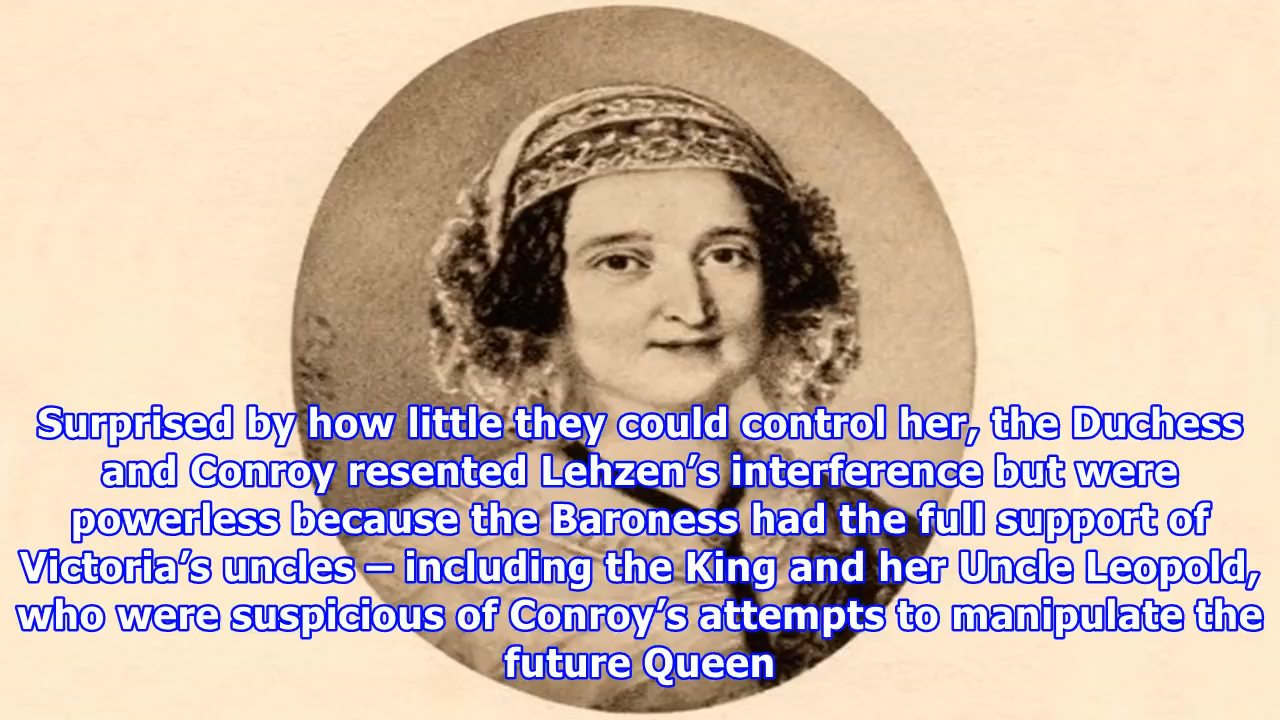 Surprised by how little they could control her, the Duchess
and Conroy resented Lehzen’s interference but were
powerless because the Baroness had the full support of
Victoria’s uncles – including the King and her Uncle Leopold,
who were suspicious of Conroy’s attempts to manipulate the
future Queen